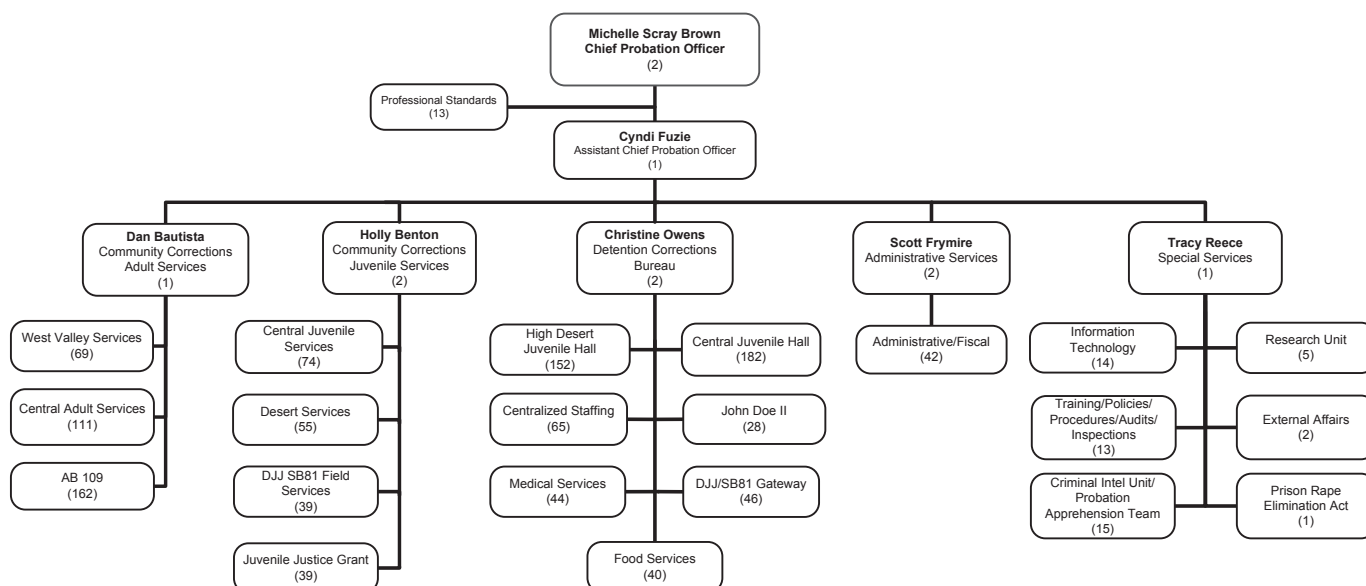 Michelle Scray Brown
Chief Probation Officer
(2)
Professional Standards
(13)
Cyndi Fuzie
Assistant Chief Probation Officer
(1)
Dan Bautista
Community Corrections
Adult Services
(1)
Holly Benton
Community Corrections
Juvenile Services
(2)
Christine Owens
Detention Corrections
Bureau
(2)
Scott Frymire
Administrative Services
(2)
Tracy Reece
Special Services
(1)
West Valley Services
(69)
Central Adult Services
(111)
AB 109
(162)
Central Juvenile
Services
(74)
Desert Services
(55)
DJJ SB81 Field
Services
(39)
Juvenile Justice Grant
(39)
High Desert
Juvenile Hall
(152)
Central Juvenile Hall
(182)
Centralized Staffing
(65)
John Doe II
(28)
Medical Services
(44)
DJJ/SB81 Gateway
(46)
Food Services
(40)
Administrative/Fiscal
(42)
Information
Technology
(14)
Research Unit
(5)
Training/Policies/
Procedures/Audits/
Inspections
(13)
External Affairs
(2)
Criminal Intel Unit/
Probation
Apprehension Team
(15)
Prison Rape
Elimination Act
(1)